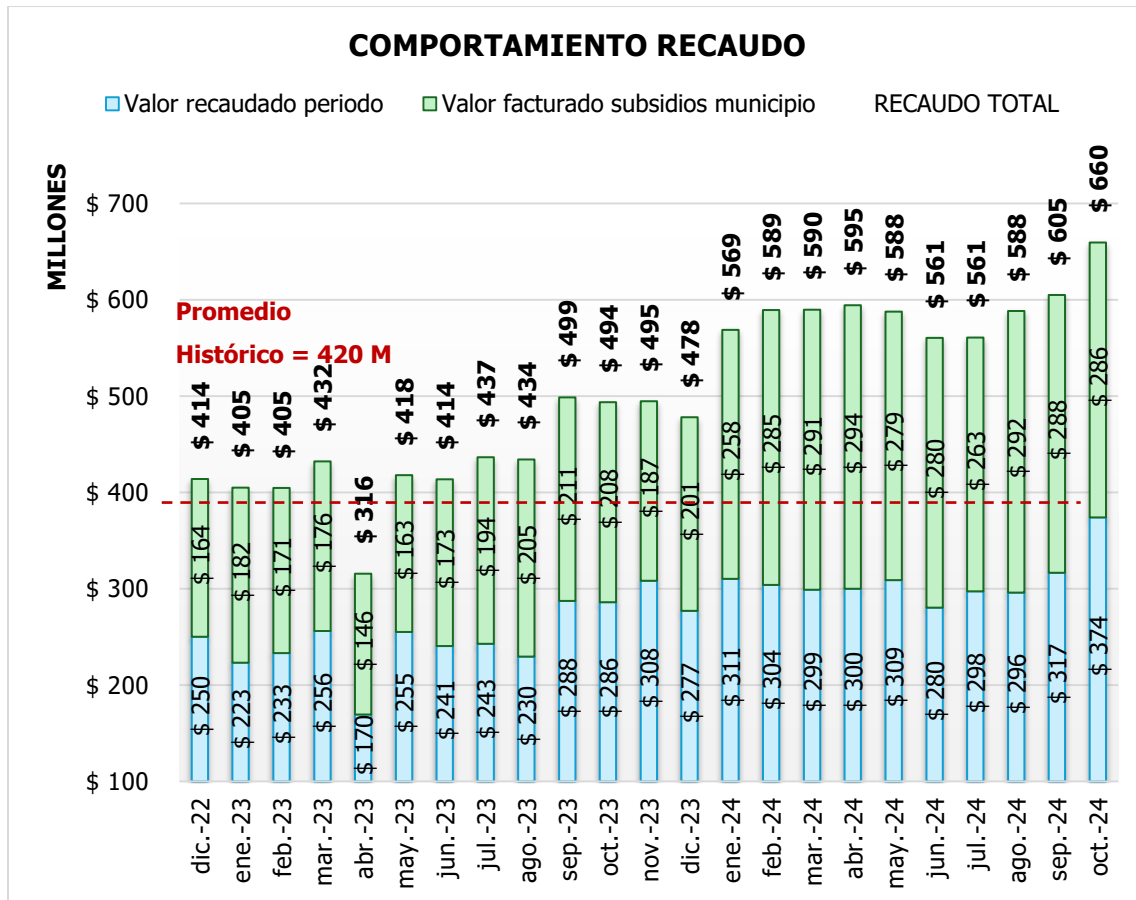 COMPORTAMIENTO RECAUDO
Valor recaudado periodo Valor facturado subsidios municipio RECAUDO TOTAL
MILLONES
$ 700
$ 600
$ 500
$ 400
$ 300
$ 200
$ 100
Promedio
Histórico = 420 M
$ 414
$ 405
$ 405
$ 432
$ 316
$ 418
$ 414
$ 437
$ 434
$ 499
$ 494
$ 495
$ 478
$ 569
$ 589
$ 590
$ 595
$ 588
$ 561
$ 561
$ 588
$ 605
$ 660
$ 164
$ 182
$ 171
$ 176
$ 146
$ 163
$ 173
$ 194
$ 205
$ 211
$ 208
$ 187
$ 201
$ 258
$ 285
$ 291
$ 294
$ 279
$ 280
$ 263
$ 292
$ 288
$ 286
$ 250
$ 223
$ 233
$ 256
$ 170
$ 255
$ 241
$ 243
$ 230
$ 288
$ 286
$ 308
$ 277
$ 311
$ 304
$ 299
$ 300
$ 309
$ 280
$ 298
$ 296
$ 317
$ 374
dic.-22
ene.-23
feb.-23
mar.-23
abr.-23
may.-23
jun.-23
jul.-23
ago.-23
sep.-23
oct.-23
nov.-23
dic.-23
ene.-24
feb.-24
mar.-24
abr.-24
may.-24
jun.-24
jul.-24
ago.-24
sep.-24
oct.-24